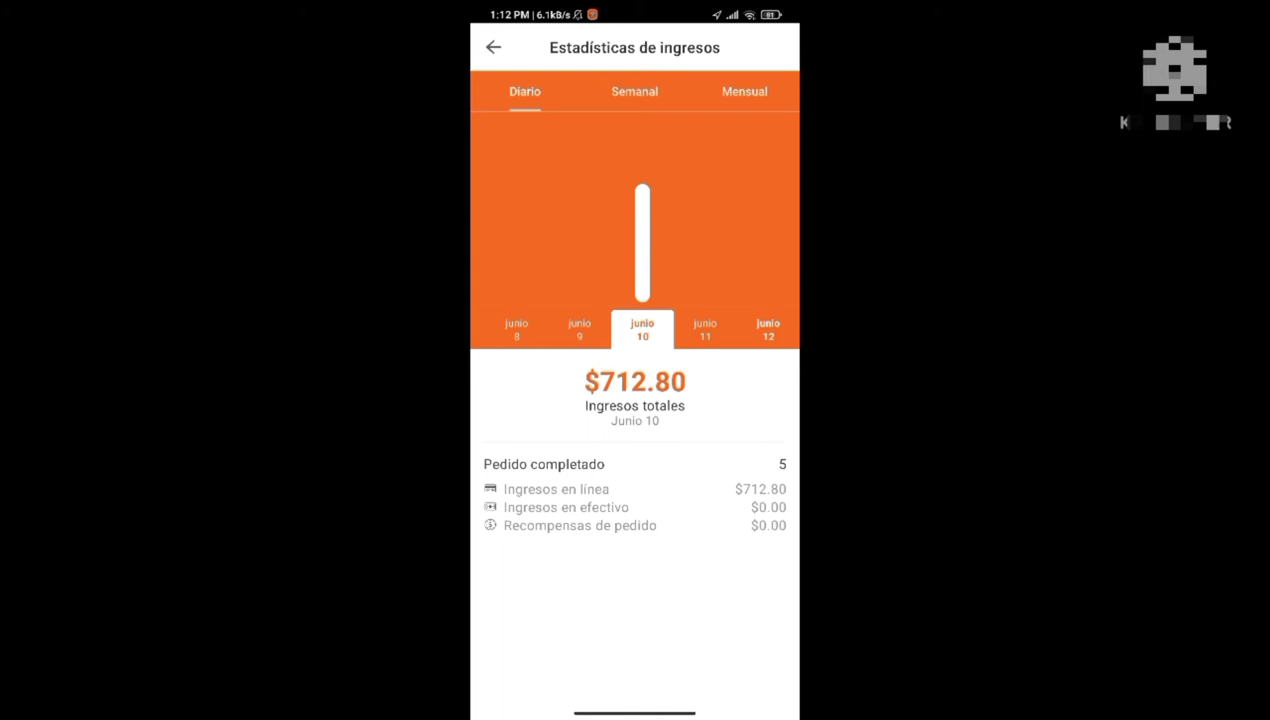 1:12 PM | 6.1kB/s
81
Estadísticas de ingresos
Diario Semanal Mensual
junio 8
junio 9
junio 10
junio 11
junio 12
$712.80
Ingresos totales
Junio 10
Pedido completado 5
Ingresos en línea $712.80
Ingresos en efectivo $0.00
Recompensas de pedido $0.00